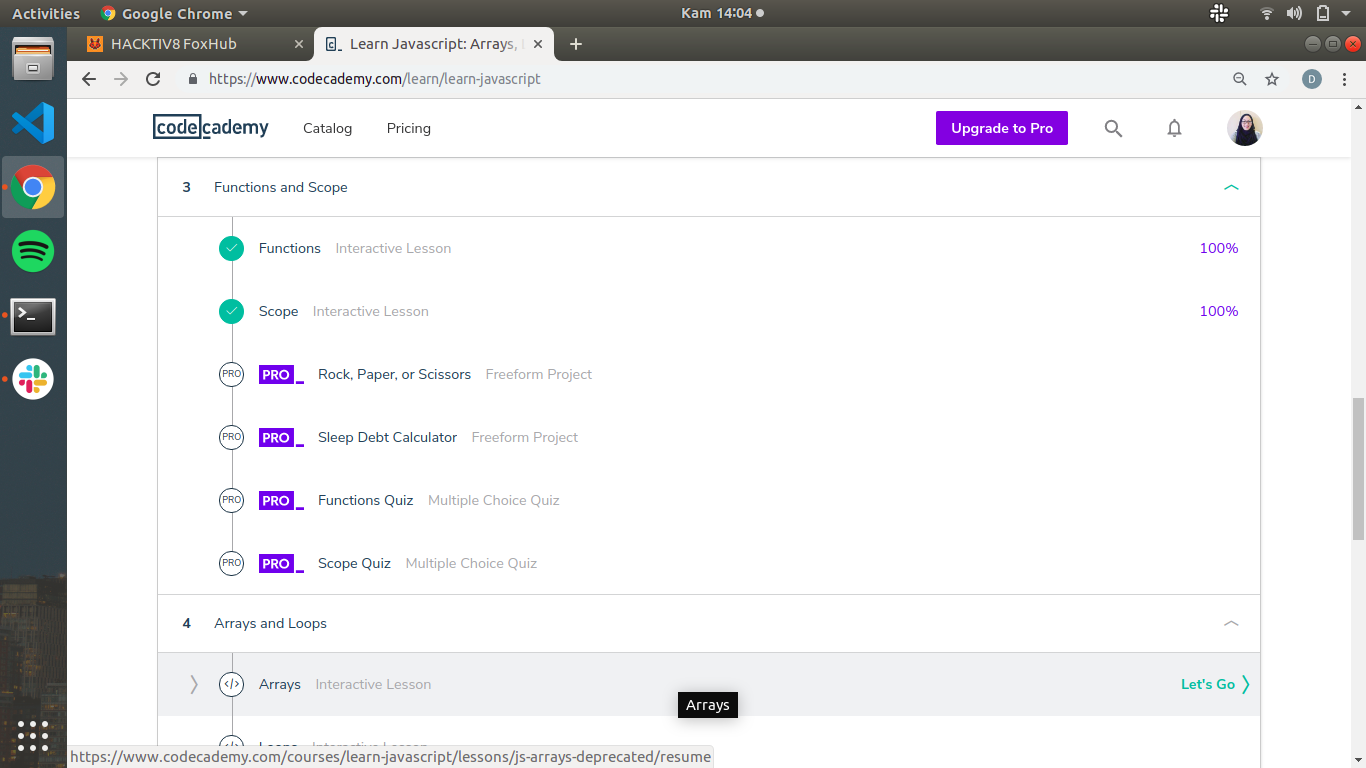 Activities Google Chrome Kam 14:04
HACKTIV8 FoxHub Learn Javascript: Arrays,
https://www.codecademy.com/learn/learn-javascript D
codecademy Catalog Pricing Upgrade to Pro
3 Functions and Scope
Functions Interactive Lesson 100%
Scope Interactive Lesson 100%
PRO PRO Rock, Paper, or Scissors Freeform Project
PRO PRO Sleep Debt Calculator Freeform Project
PRO PRO Functions Quiz Multiple Choice Quiz
PRO PRO Scope Quiz Multiple Choice Quiz
4 Arrays and Loops
</> Arrays Interactive Lesson Let's Go
Arrays
Loops Interactive Lesson
https://www.codecademy.com/courses/learn-javascript/lessons/js-arrays-deprecated/resume